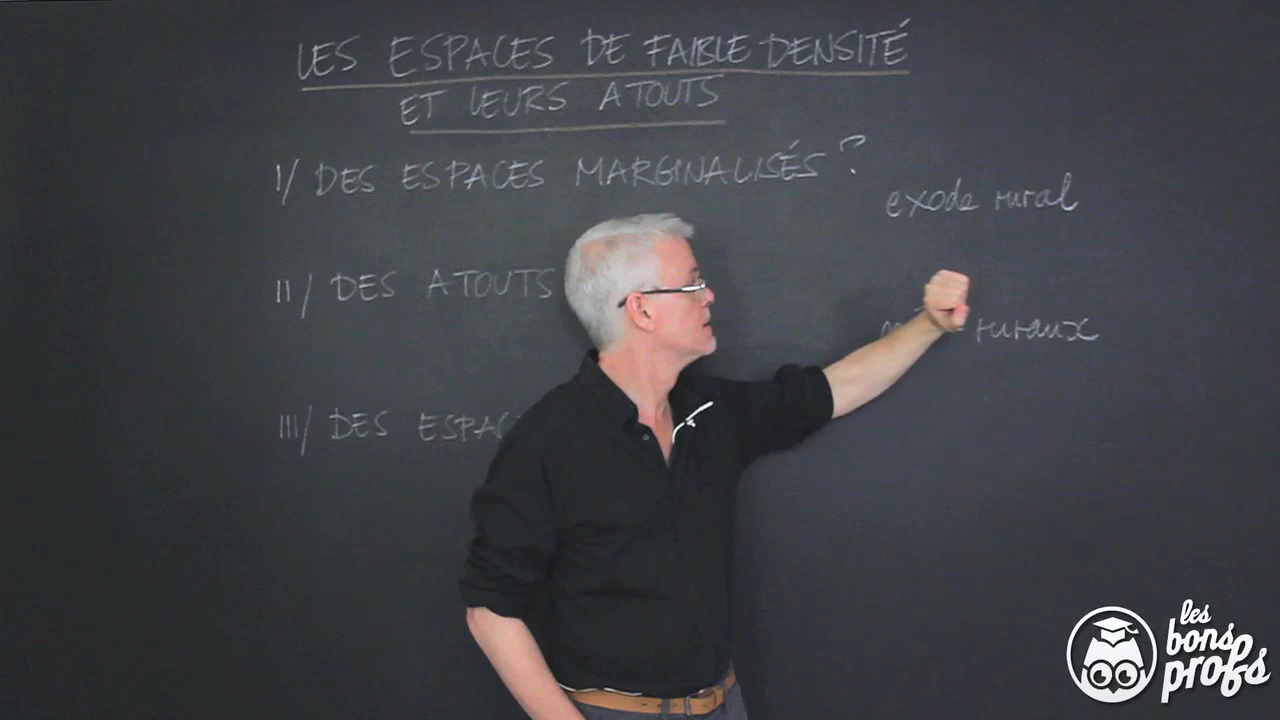 LES ESPACES DE FAIBLE DENSITÉ
ET LEURS ATOUTS
I/ DES ESPACES MARGINALISÉS ?
exode rural
II/ DES ATOUTS
ruraux
III/ DES
les
bons
profs